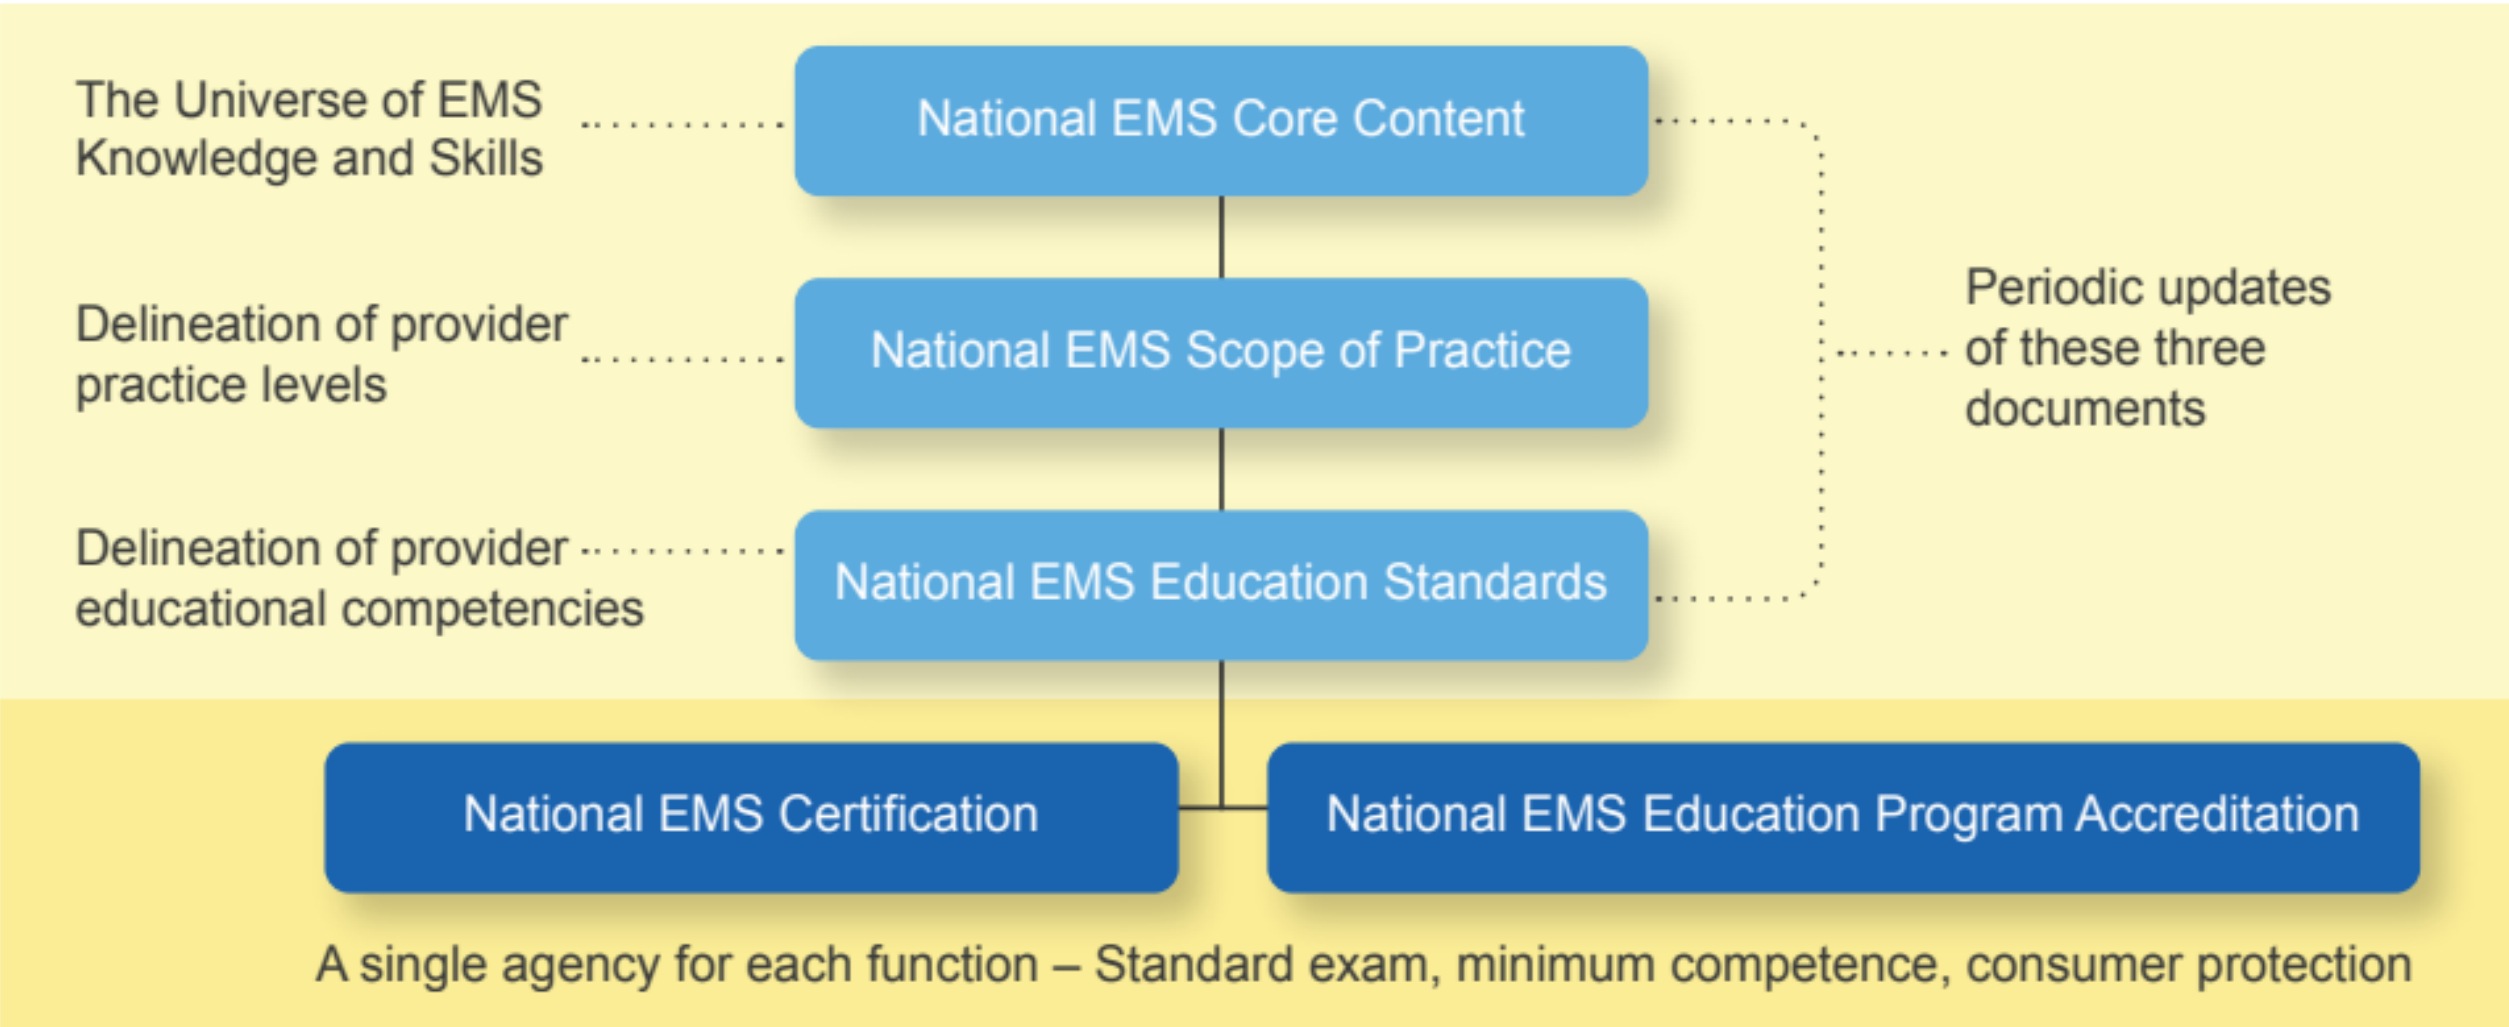 The Universe of EMS
Knowledge and Skills
National EMS Core Content
Delineation of provider
practice levels
National EMS Scope of Practice
Periodic updates
of these three
documents
Delineation of provider
educational competencies
National EMS Education Standards
National EMS Certification
National EMS Education Program Accreditation
A single agency for each function – Standard exam, minimum competence, consumer protection